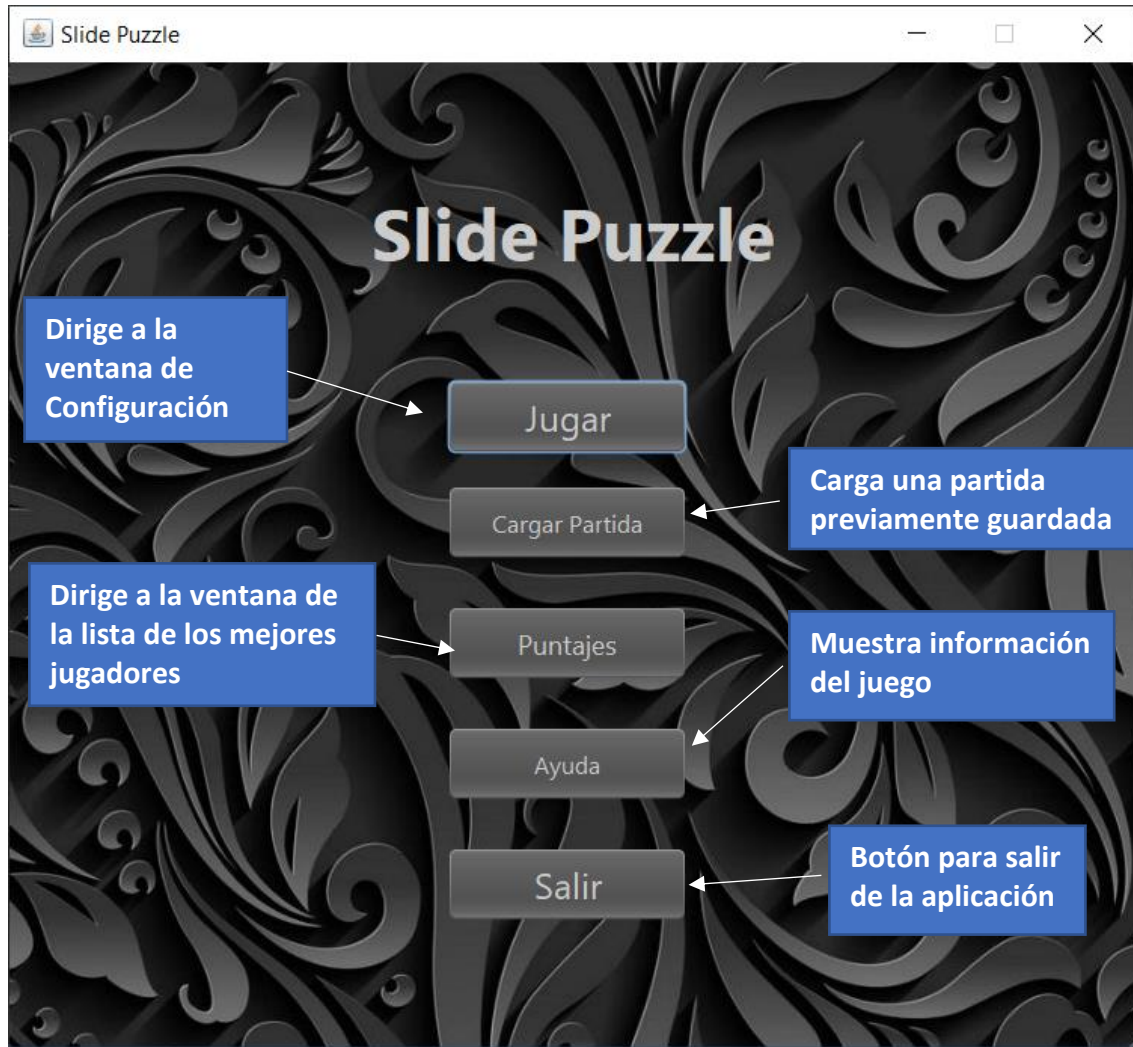 Slide Puzzle
Slide Puzzle
Dirige a la
ventana de
Configuración
Jugar
Carga una partida
previamente guardada
Cargar Partida
Dirige a la ventana de
la lista de los mejores
jugadores
Puntajes
Muestra información
del juego
Ayuda
Botón para salir
de la aplicación
Salir